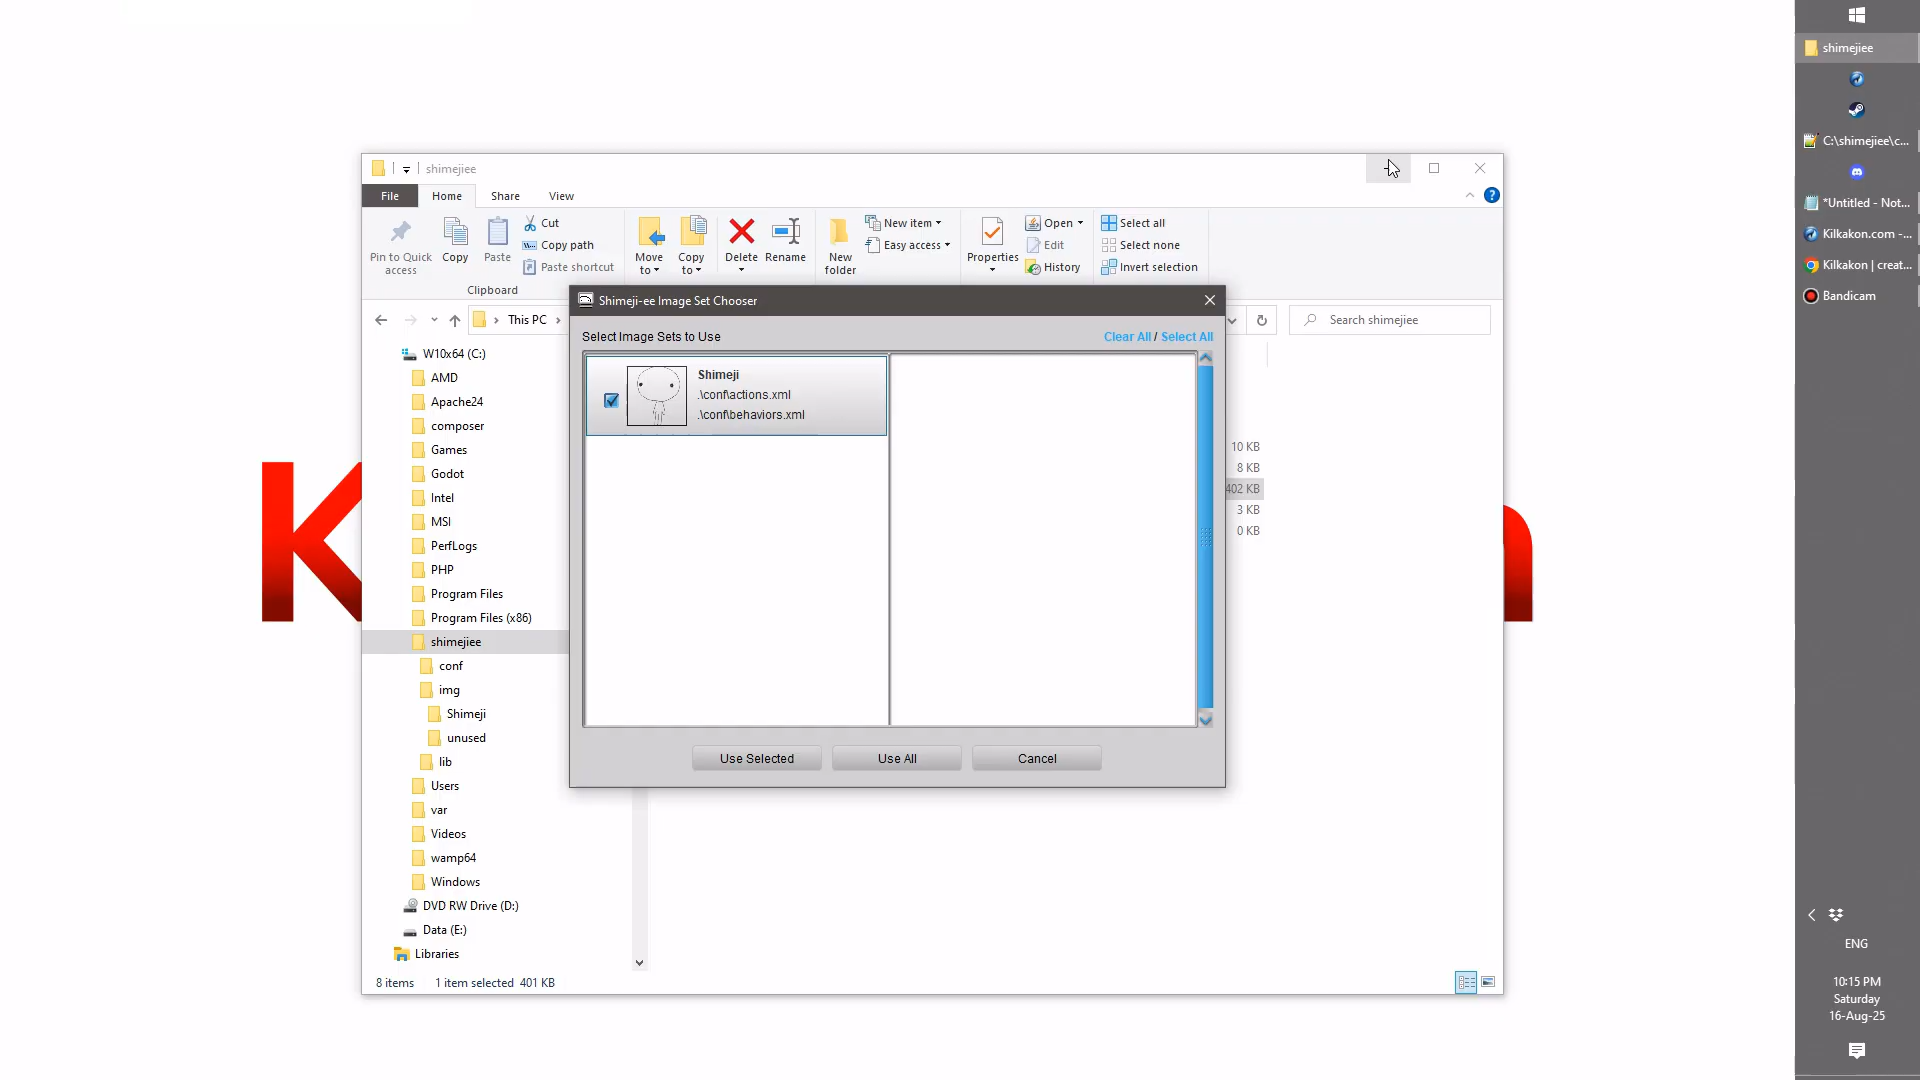 shimejiee
File
Home
Share
View
Pin to Quick access
Copy
Paste
Cut
Copy path
Paste shortcut
Clipboard
Move to
Copy to
Delete
Rename
New folder
New item
Easy access
Properties
Open
Edit
History
Select all
Select none
Invert selection
This PC
Search shimejiee
W10x64 (C:)
AMD
Apache24
composer
Games
Godot
Intel
MSI
PerfLogs
PHP
Program Files
Program Files (x86)
shimejiee
conf
img
Shimeji
unused
lib
Users
var
Videos
wamp64
Windows
DVD RW Drive (D:)
Data (E:)
Libraries
10 KB
8 KB
402 KB
3 KB
0 KB
8 items
1 item selected 401 KB
Shimeji-ee Image Set Chooser
Select Image Sets to Use
Clear All / Select All
Shimeji
.\conf\actions.xml
.\conf\behaviors.xml
Use Selected
Use All
Cancel
shimejiee
C:\shimejiee\c...
*Untitled - Not...
Kilkakon.com -...
Kilkakon | creat...
Bandicam
ENG
10:15 PM
Saturday
16-Aug-25